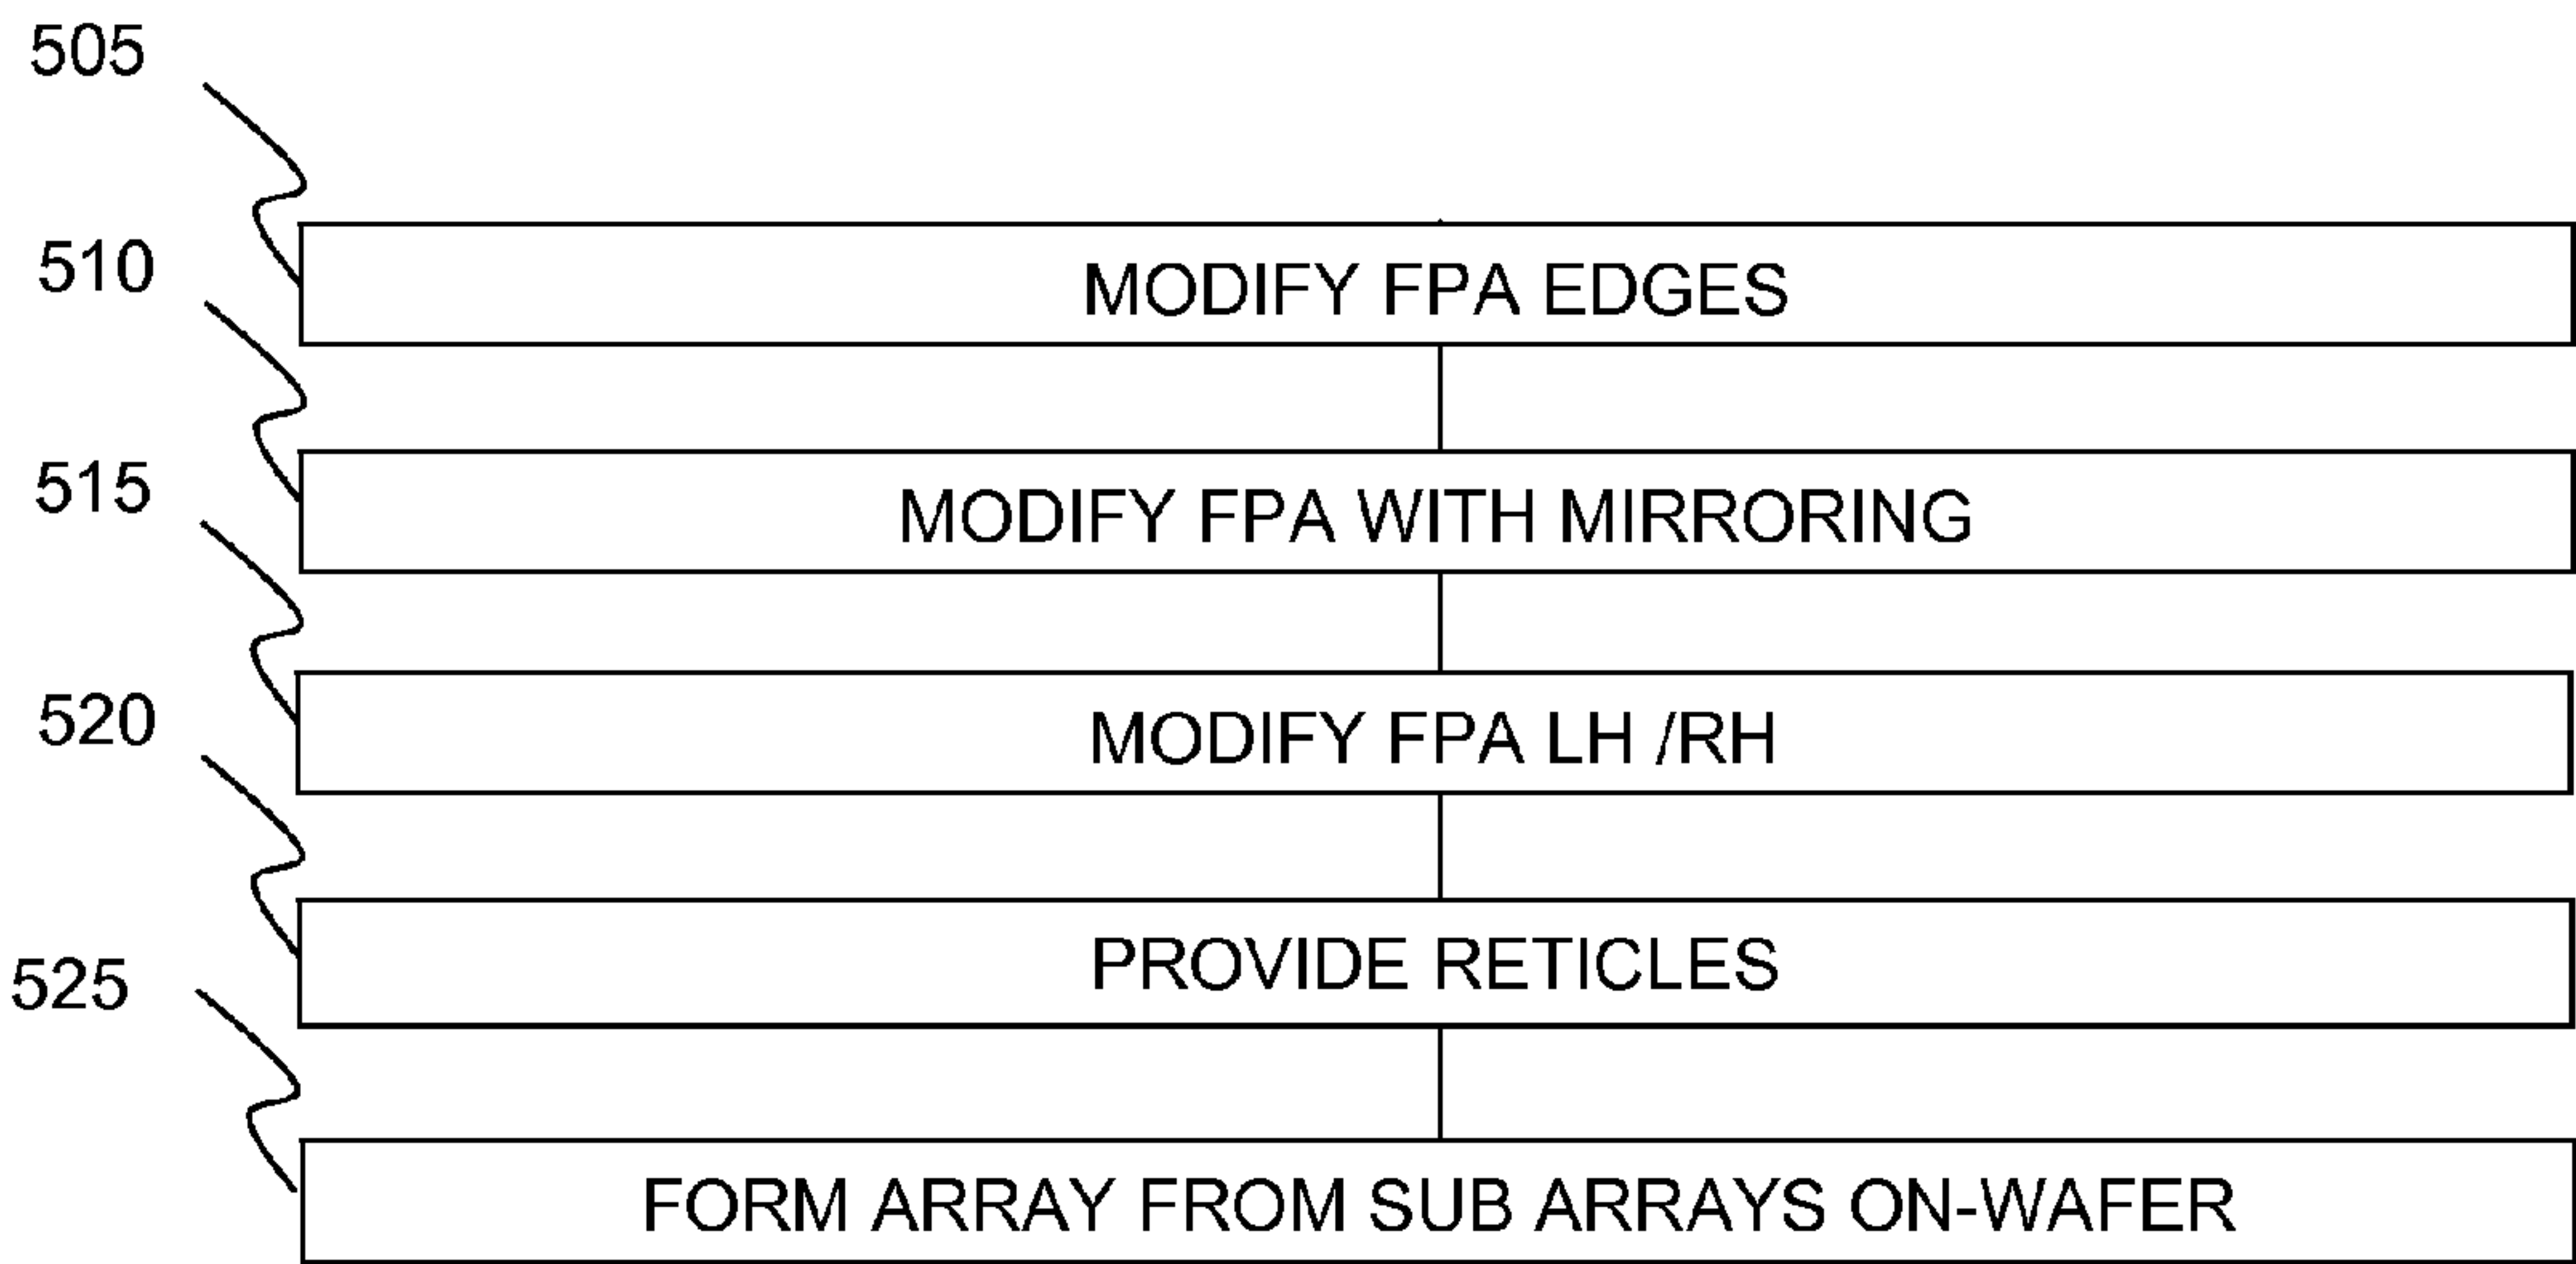 505
MODIFY FPA EDGES
510
MODIFY FPA WITH MIRRORING
515
MODIFY FPA LH /RH
520
PROVIDE RETICLES
525
FORM ARRAY FROM SUB ARRAYS ON-WAFER